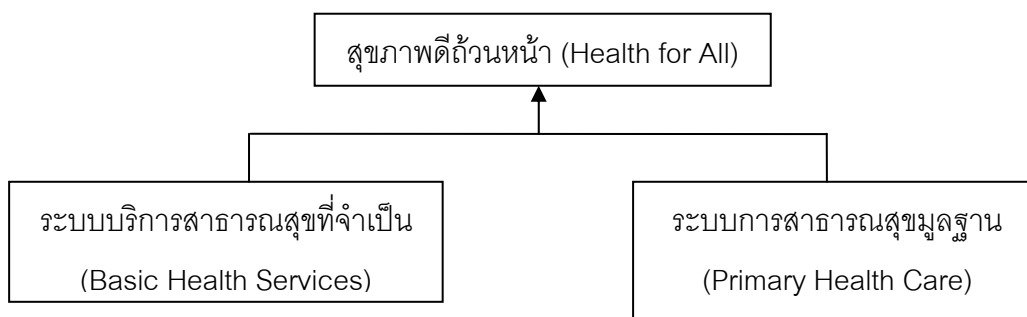 สุขภาพดีถ้วนหน้า (Health for All)
ระบบบริการสาธารณสุขที่จำเป็น
(Basic Health Services)
ระบบการสาธารณสุขมูลฐาน
(Primary Health Care)